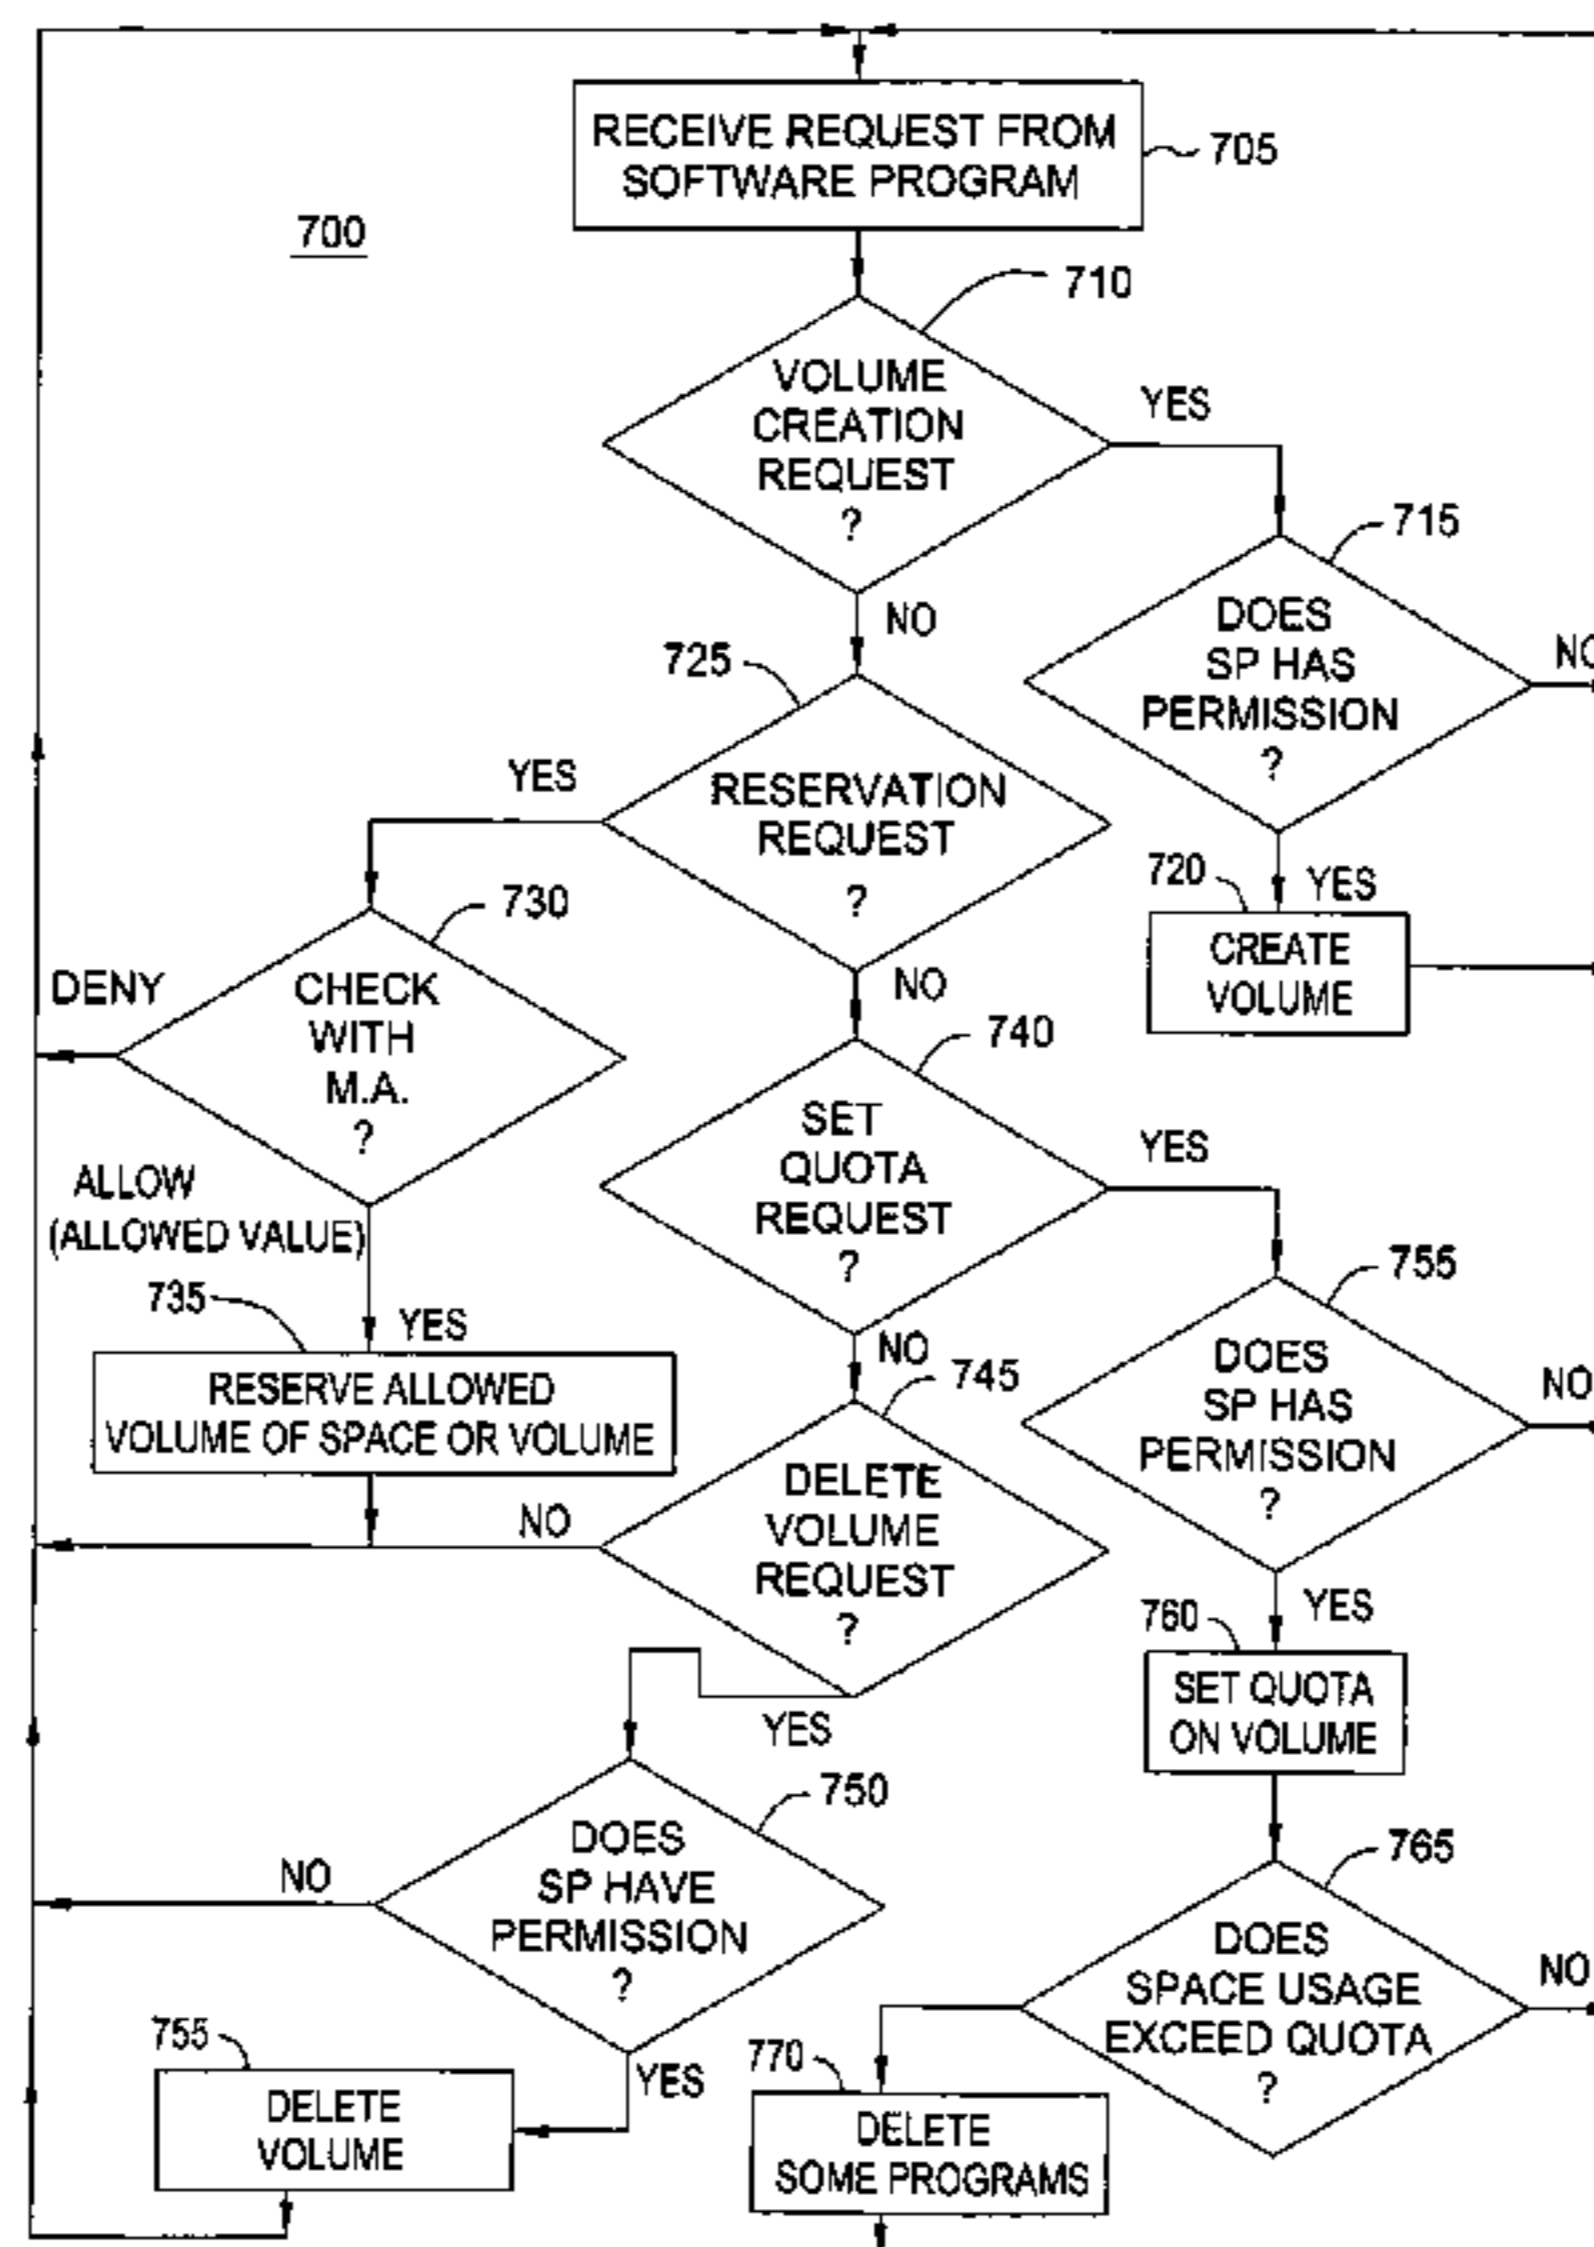 RECEIVE REQUEST FROM
SOFTWARE PROGRAM
705
700
710
VOLUME
CREATION
REQUEST
?
YES
715
DOES
SP HAS
PERMISSION
?
NO
NO
725
YES
RESERVATION
REQUEST
?
720
YES
CREATE
VOLUME
730
DENY
CHECK
WITH
M.A.
?
NO
740
SET
QUOTA
REQUEST
?
YES
ALLOW
(ALLOWED VALUE)
735
YES
RESERVE ALLOWED
VOLUME OF SPACE OR VOLUME
755
DOES
SP HAS
PERMISSION
?
NO
NO
745
DELETE
VOLUME
REQUEST
?
NO
YES
760
YES
SET QUOTA
ON VOLUME
750
DOES
SP HAVE
PERMISSION
?
NO
765
DOES
SPACE USAGE
EXCEED QUOTA
?
NO
755
YES
DELETE
VOLUME
770
DELETE
SOME PROGRAMS